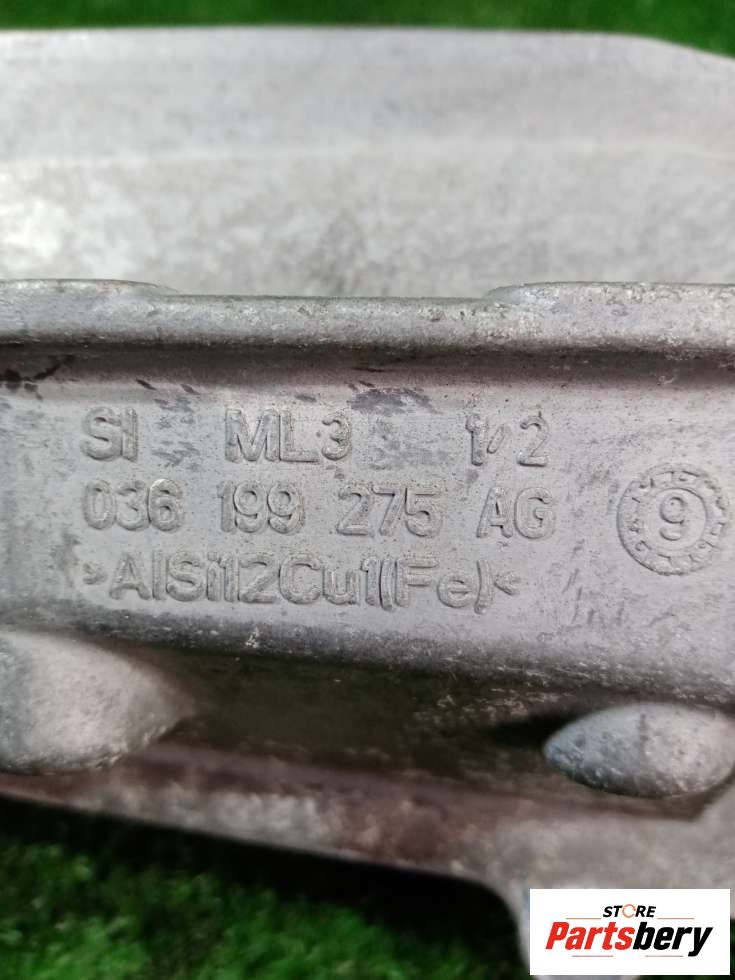 SI ML3 1/2
036 199 275 AG
9
>AlSi12Cu1(Fe)<
STORE
Partsbery